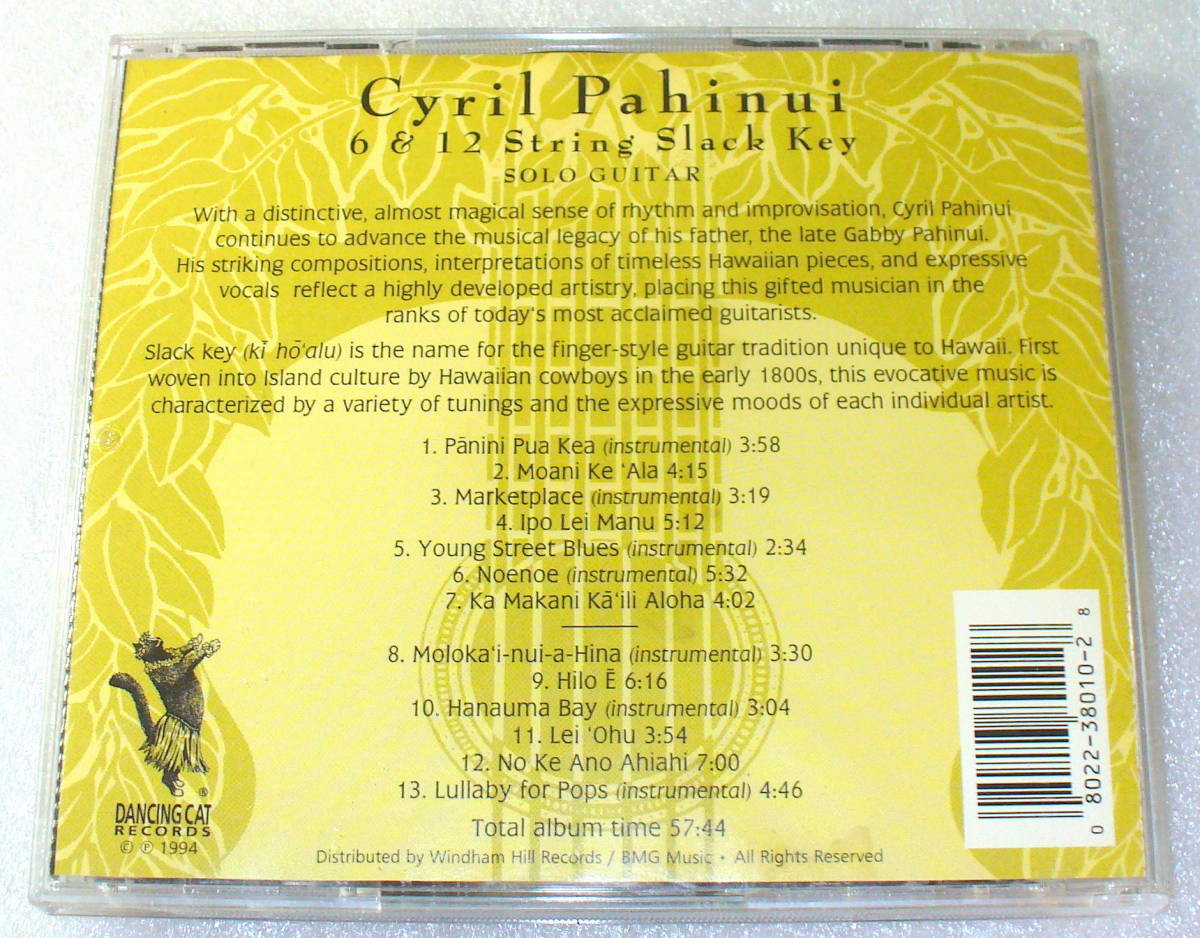 Cyril Pahinui
6 & 12 String Slack Key
SOLO GUITAR
With a distinctive, almost magical sense of rhythm and improvisation, Cyril Pahinui
continues to advance the musical legacy of his father, the late Gabby Pahinui.
His striking compositions, interpretations of timeless Hawaiian pieces, and expressive
vocals reflect a highly developed artistry, placing this gifted musician in the
ranks of today's most acclaimed guitarists.
Slack key (kī hō‘alu) is the name for the finger-style guitar tradition unique to Hawaii. First
woven into Island culture by Hawaiian cowboys in the early 1800s, this evocative music is
characterized by a variety of tunings and the expressive moods of each individual artist.
1. Pānini Pua Kea (instrumental) 3:58
2. Moani Ke ‘Ala 4:15
3. Marketplace (instrumental) 3:19
4. Ipo Lei Manu 5:12
5. Young Street Blues (instrumental) 2:34
6. Noenoe (instrumental) 5:32
7. Ka Makani Kā‘ili Aloha 4:02
8. Moloka‘i-nui-a-Hina (instrumental) 3:30
9. Hilo Ē 6:16
10. Hanauma Bay (instrumental) 3:04
11. Lei ‘Ohu 3:54
12. No Ke Ano Ahiahi 7:00
13. Lullaby for Pops (instrumental) 4:46
Total album time 57:44
Distributed by Windham Hill Records / BMG Music • All Rights Reserved
®
DANCING CAT
RECORDS
© ℗ 1994
0 8022-38010-2 8